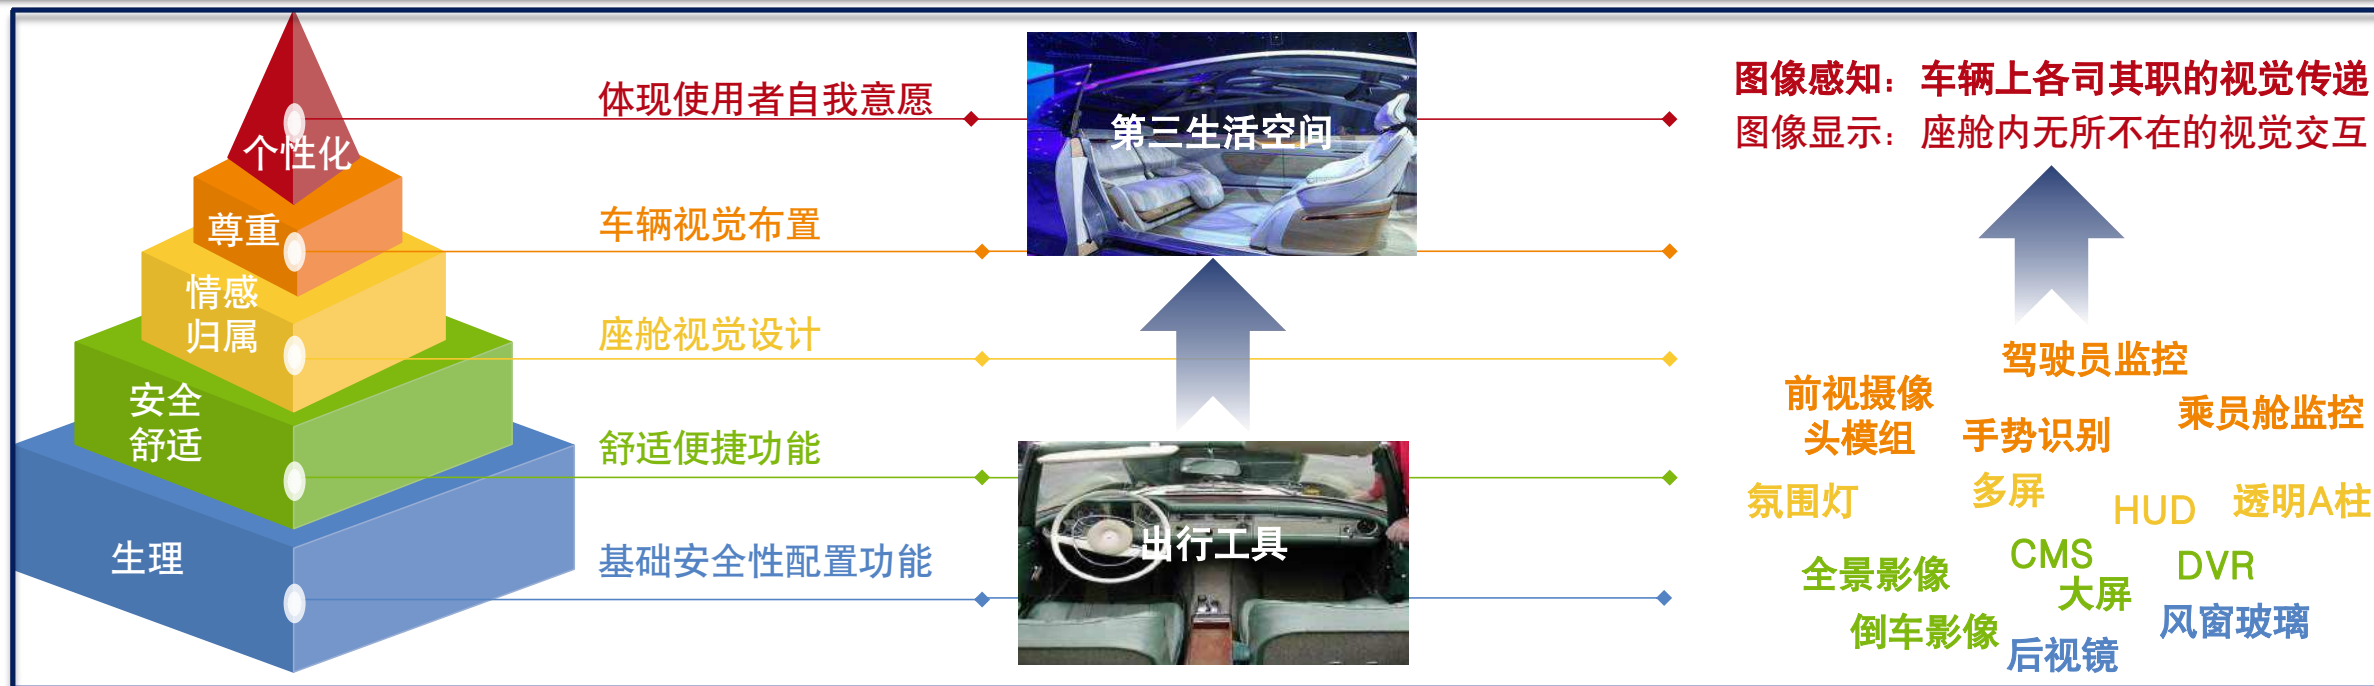 个性化
尊重
情感
归属
安全
舒适
生理
体现使用者自我意愿
车辆视觉布置
座舱视觉设计
舒适便捷功能
基础安全性配置功能
第三生活空间
出行工具
图像感知：车辆上各司其职的视觉传递
图像显示：座舱内无所不在的视觉交互
驾驶员监控
前视摄像
头模组
手势识别
乘员舱监控
氛围灯
多屏
HUD
透明A柱
全景影像
CMS
大屏
DVR
倒车影像
后视镜
风窗玻璃